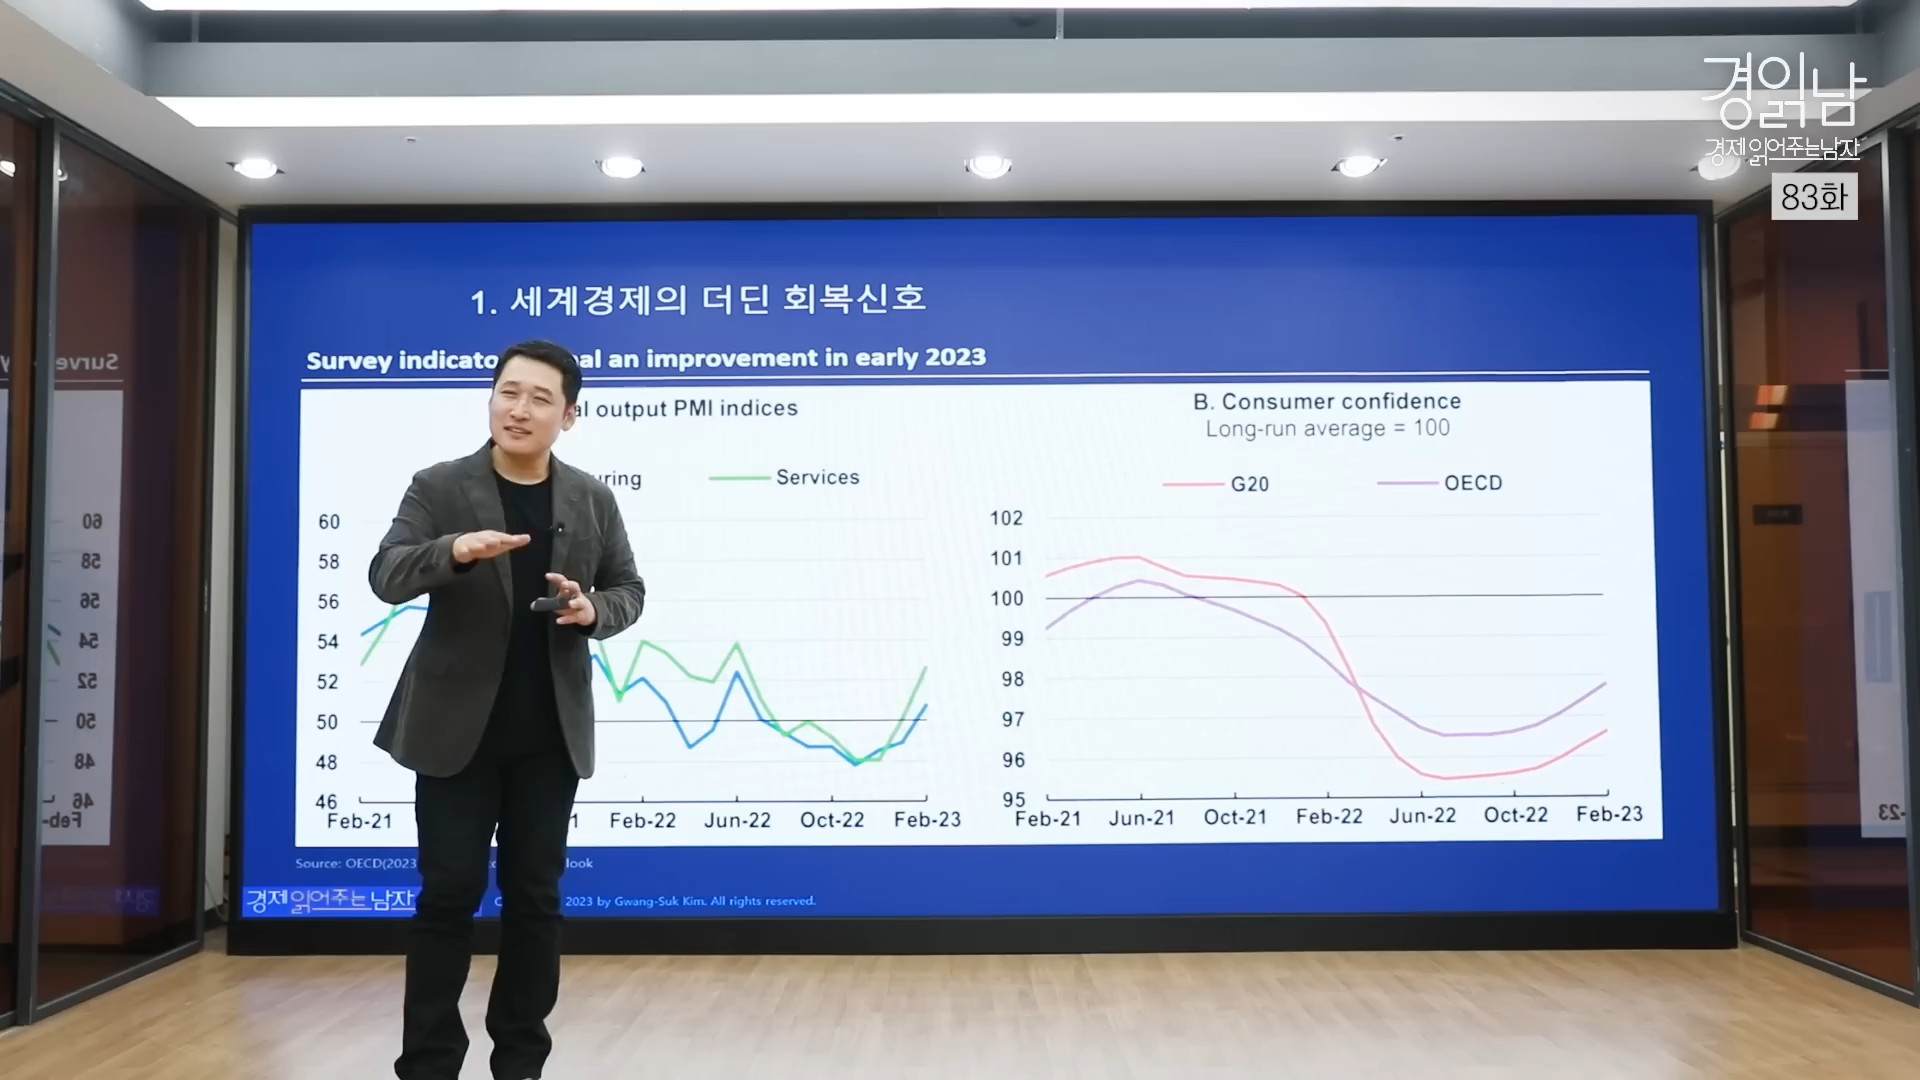 경읽남
경제 읽어주는남자
83화
1. 세계경제의 더딘 회복신호
Survey indicato al an improvement in early 2023
al output PMI indices
uring
Services
60
58
56
54
52
50
48
46
Feb-21
1
Feb-22
Jun-22
Oct-22
Feb-23
B. Consumer confidence
Long-run average = 100
G20
OECD
102
101
100
99
98
97
96
95
Feb-21
Jun-21
Oct-21
Feb-22
Jun-22
Oct-22
Feb-23
Source: OECD(2023 look
경제읽어주는남자
2023 by Gwang-Suk Kim. All rights reserved.